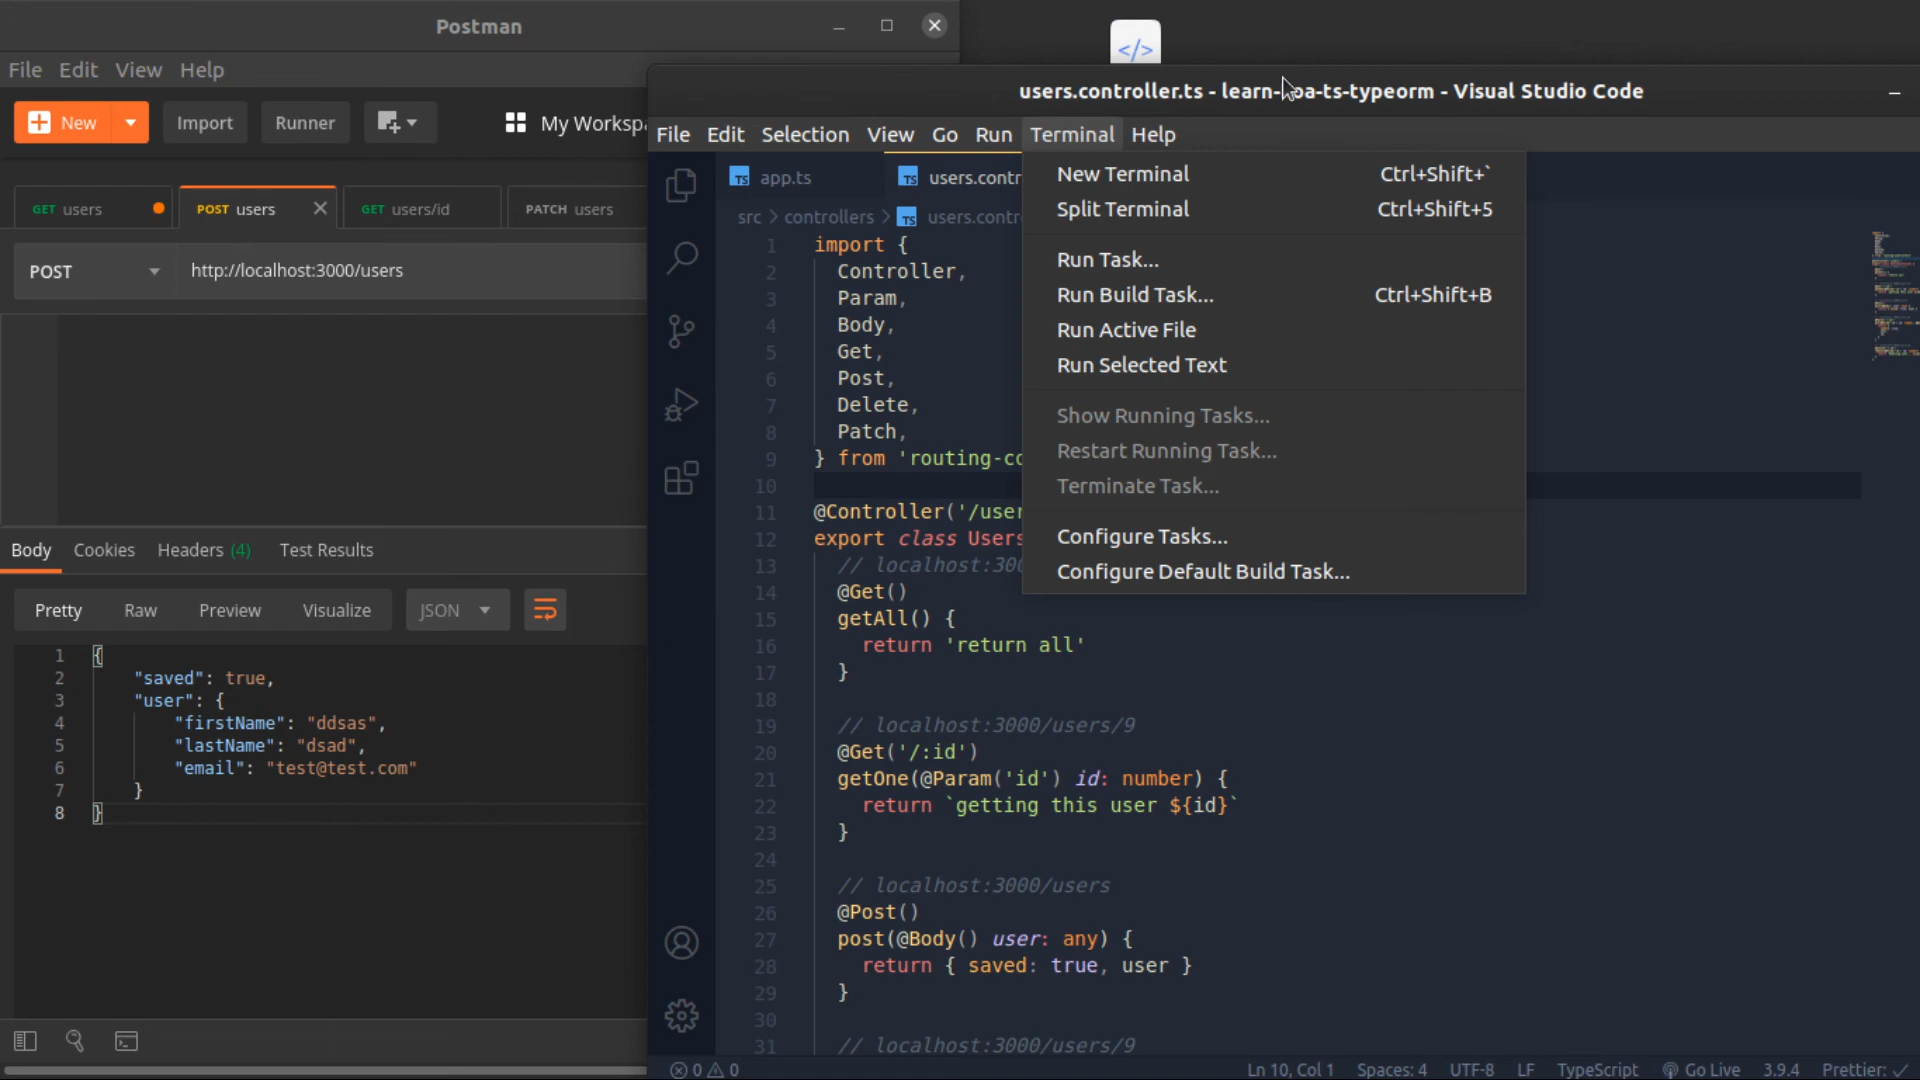 Postman
File Edit View Help
New Import Runner My Workspa
GET users POST users GET users/id PATCH users
POST http://localhost:3000/users
Body Cookies Headers (4) Test Results
Pretty Raw Preview Visualize JSON
1 {
2 "saved": true,
3 "user": {
4 "firstName": "ddsas",
5 "lastName": "dsad",
6 "email": "test@test.com"
7 }
8 }
</>
users.controller.ts - learn- oa-ts-typeorm - Visual Studio Code
File Edit Selection View Go Run Terminal Help
TS app.ts TS users.contr
src > controllers > TS users.contr
New Terminal Ctrl+Shift+`
Split Terminal Ctrl+Shift+5
Run Task...
Run Build Task... Ctrl+Shift+B
Run Active File
Run Selected Text
Show Running Tasks...
Restart Running Task...
Terminate Task...
Configure Tasks...
Configure Default Build Task...
1 import {
2 Controller,
3 Param,
4 Body,
5 Get,
6 Post,
7 Delete,
8 Patch,
9 } from 'routing-co
10
11 @Controller('/user
12 export class Users
13 // localhost:300
14 @Get()
15 getAll() {
16 return 'return all'
17 }
18
19 // localhost:3000/users/9
20 @Get('/:id')
21 getOne(@Param('id') id: number) {
22 return `getting this user ${id}`
23 }
24
25 // localhost:3000/users
26 @Post()
27 post(@Body() user: any) {
28 return { saved: true, user }
29 }
30
31 // localhost:3000/users/9
0 0 Ln 10, Col 1 Spaces: 4 UTF-8 LF TypeScript Go Live 3.9.4 Prettier: ✓